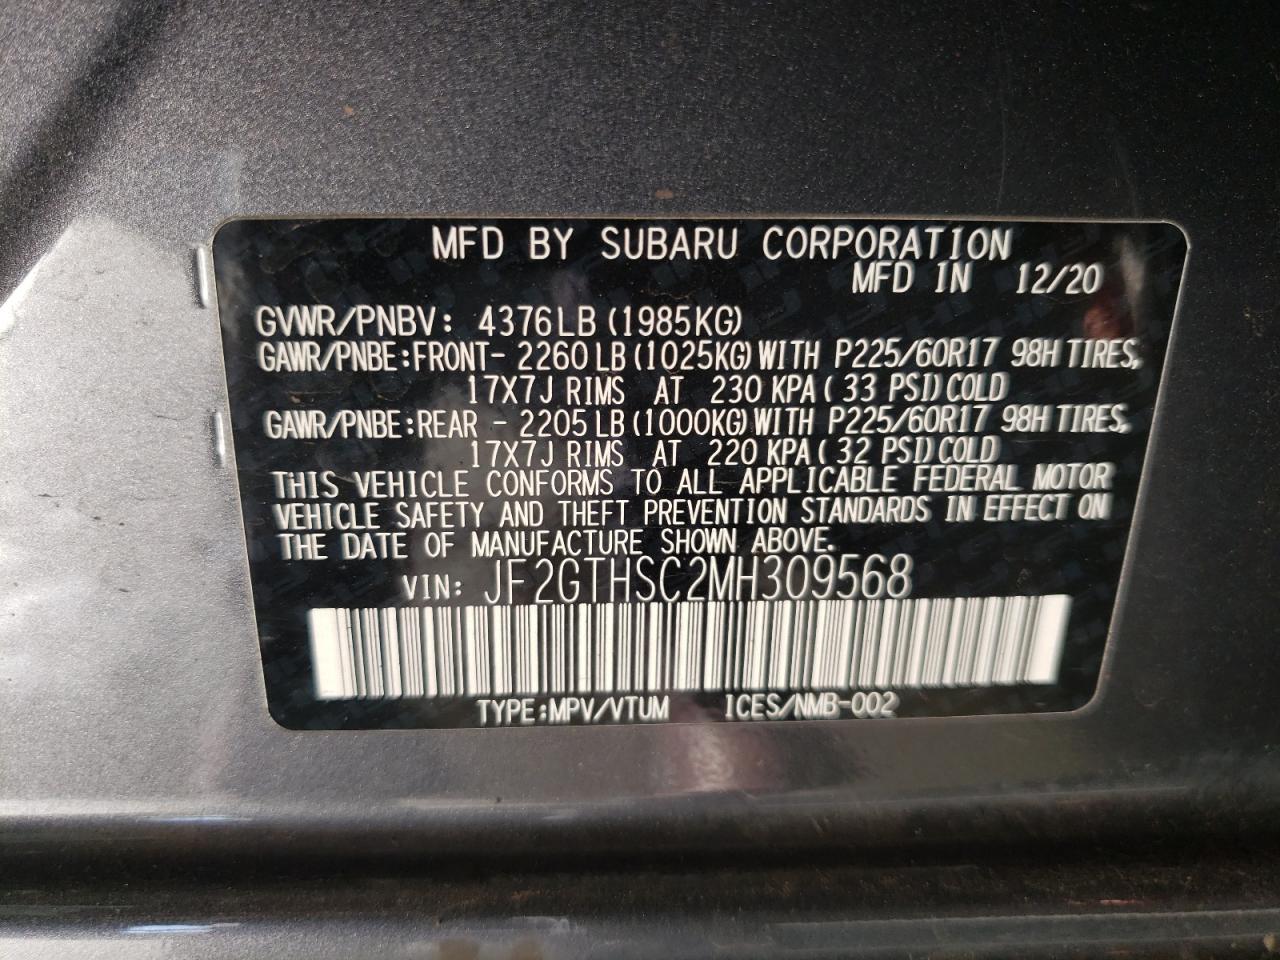 MFD BY SUBARU CORPORATION
MFD IN 12/20
GVWR/PNBV: 4376LB (1985KG)
GAWR/PNBE:FRONT- 2260LB (1025KG) WITH P225/60R17 98H TIRES,
17X7J RIMS AT 230 KPA (33 PSI) COLD
GAWR/PNBE:REAR - 2205LB (1000KG) WITH P225/60R17 98H TIRES,
17X7J RIMS AT 220 KPA (32 PSI) COLD
THIS VEHICLE CONFORMS TO ALL APPLICABLE FEDERAL MOTOR
VEHICLE SAFETY AND THEFT PREVENTION STANDARDS IN EFFECT ON
THE DATE OF MANUFACTURE SHOWN ABOVE.
VIN: JF2GTHSC2MH309568
TYPE:MPV/VTUM ICES/NMB-002